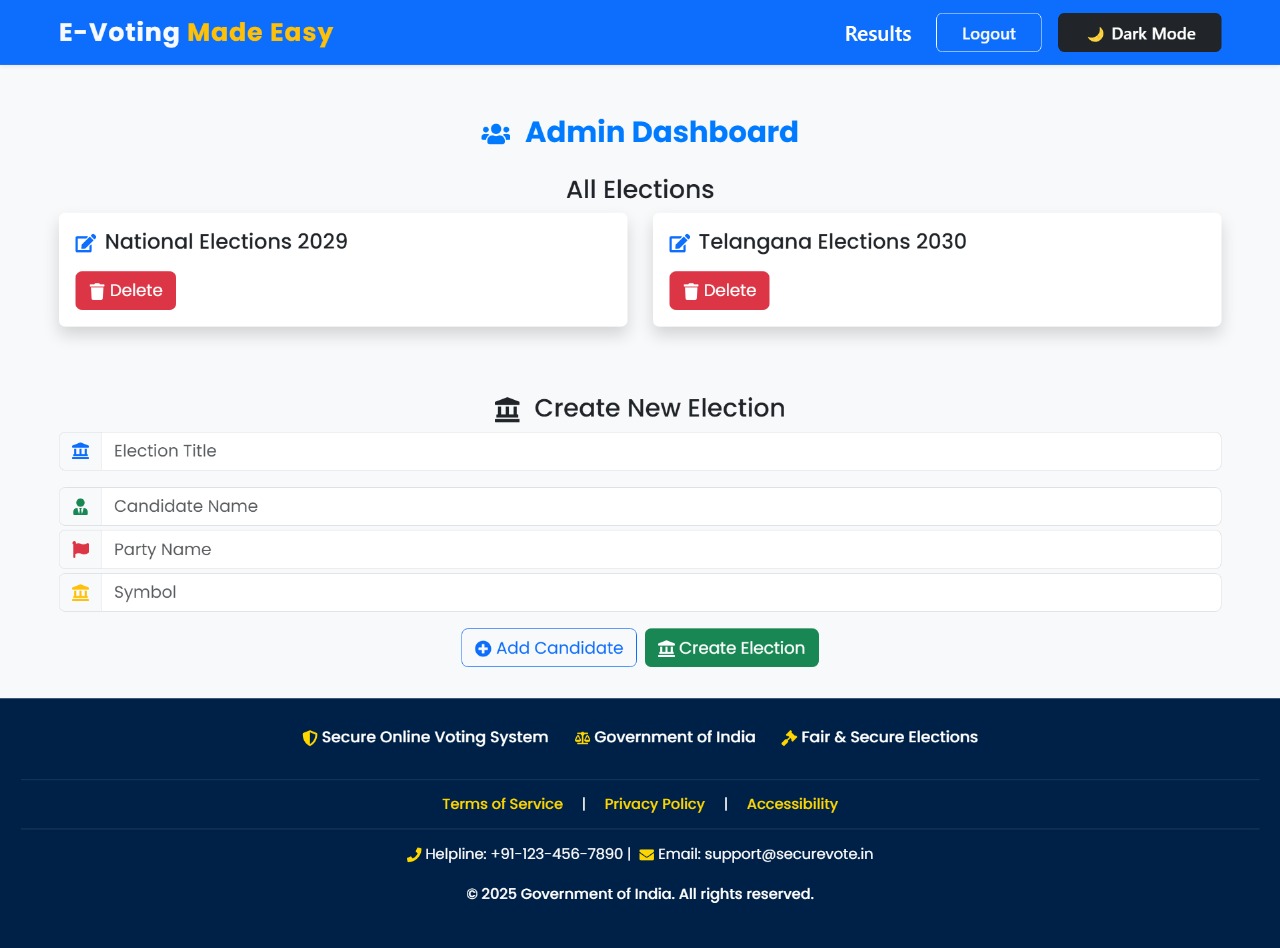 E-Voting Made Easy
Results
Logout
Dark Mode
Admin Dashboard
All Elections
National Elections 2029
Delete
Telangana Elections 2030
Delete
Create New Election
Election Title
Candidate Name
Party Name
Symbol
Add Candidate
Create Election
Secure Online Voting System
Government of India
Fair & Secure Elections
Terms of Service | Privacy Policy | Accessibility
Helpline: +91-123-456-7890 | Email: support@securevote.in
© 2025 Government of India. All rights reserved.